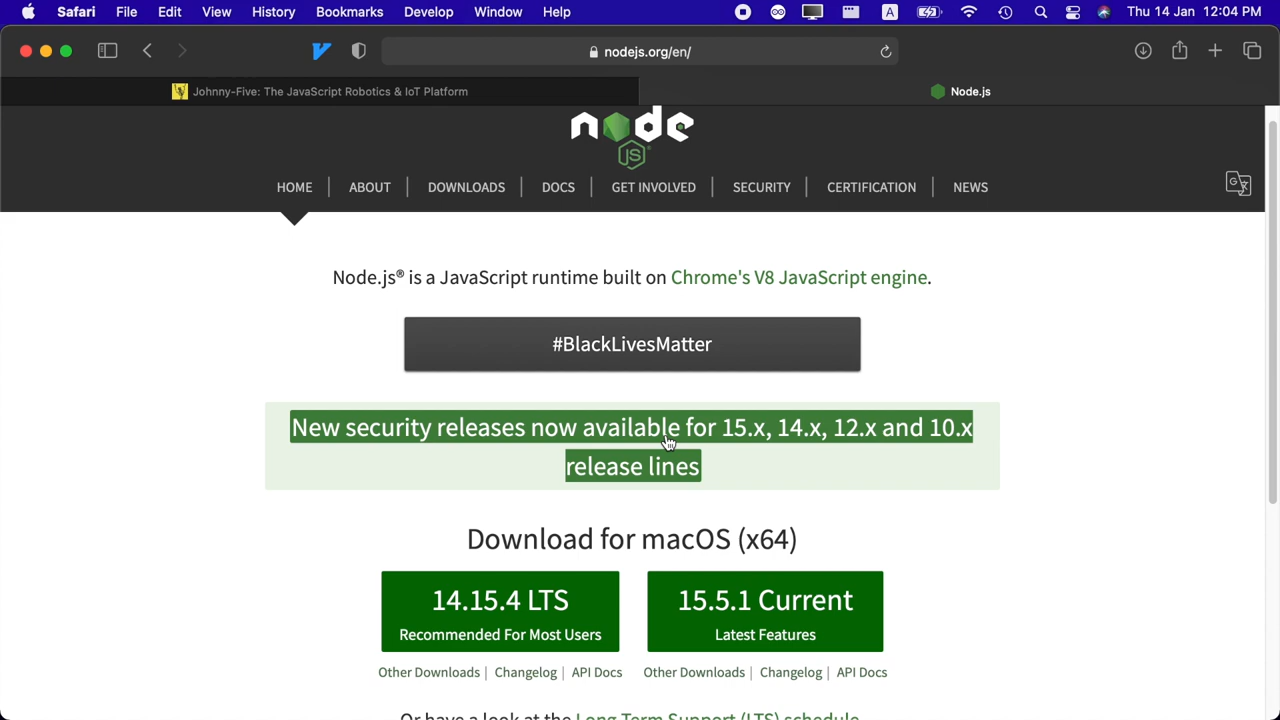 Safari File Edit View History Bookmarks Develop Window Help A Thu 14 Jan 12:04 PM
nodejs.org/en/
Johnny-Five: The JavaScript Robotics & IoT Platform
Node.js
node
JS
HOME ABOUT DOWNLOADS DOCS GET INVOLVED SECURITY CERTIFICATION NEWS
Node.js® is a JavaScript runtime built on Chrome's V8 JavaScript engine.
#BlackLivesMatter
New security releases now available for 15.x, 14.x, 12.x and 10.x
release lines
Download for macOS (x64)
14.15.4 LTS
Recommended For Most Users
15.5.1 Current
Latest Features
Other Downloads | Changelog | API Docs
Other Downloads | Changelog | API Docs
Or have a look at the Long Term Support (LTS) schedule